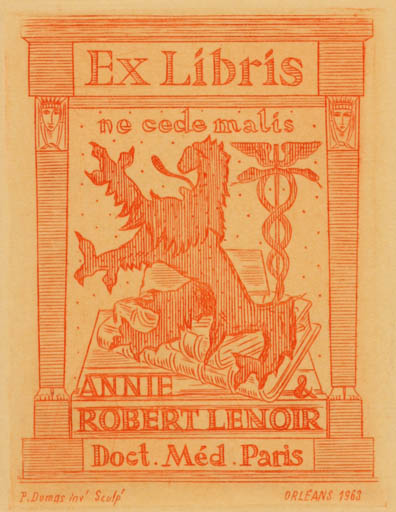 Ex Libris
ne cede malis
ANNIE &
ROBERT LENOIR
Doct. Méd. Paris
P. Dumas inv' Sculp'
ORLÉANS 1963